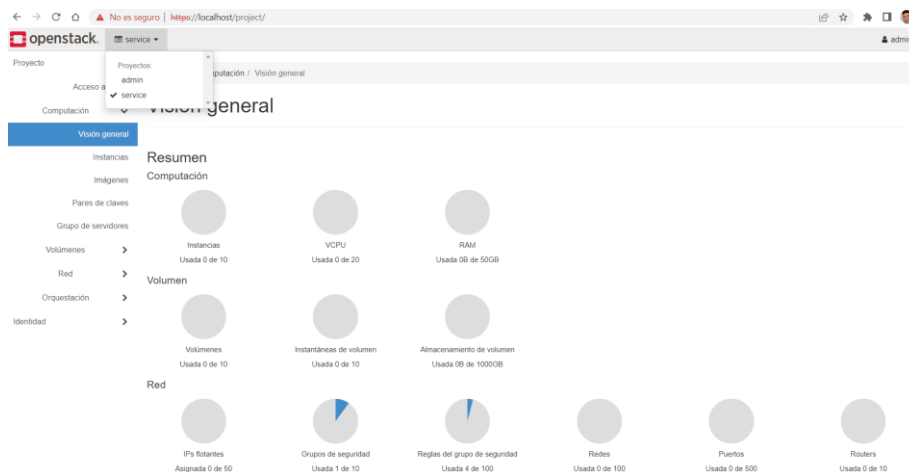 No es seguro | https://localhost/project/
openstack. service admi
Proyecto
Proyectos:
admin
service
Acceso a
putación / Visión general
Visión general
Computación
Visión general
Instancias
Imágenes
Pares de claves
Grupo de servidores
Volúmenes
Red
Orquestación
Identidad
Resumen
Computación
Instancias VCPU RAM
Usada 0 de 10 Usada 0 de 20 Usada 0B de 50GB
Volumen
Volúmenes Instantáneas de volumen Almacenamiento de volumen
Usada 0 de 10 Usada 0 de 10 Usada 0B de 1000GB
Red
IPs flotantes Grupos de seguridad Reglas del grupo de seguridad Redes Puertos Routers
Asignada 0 de 50 Usada 1 de 10 Usada 4 de 100 Usada 0 de 100 Usada 0 de 500 Usada 0 de 10